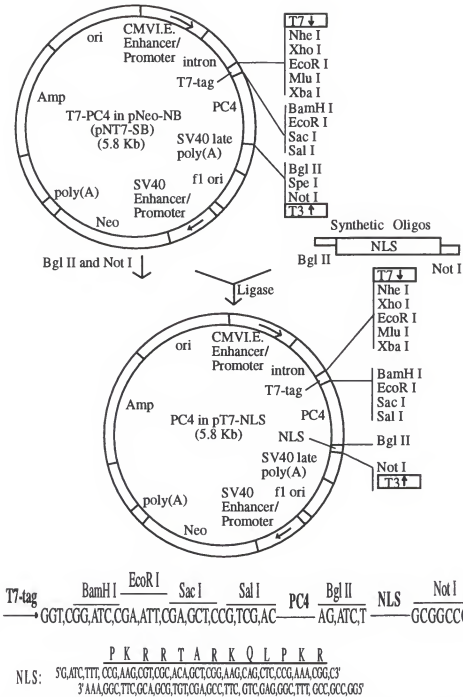 CMVI.E.
Enhancer/
Promoter
ori
intron
T7-tag
Amp
PC4
T7-PC4 in pNeo-NB
(pNT7-SB)
(5.8 Kb)
SV40 late
poly(A)
SV40
Enhancer/
Promoter
f1 ori
poly(A)
Neo
T7↓
Nhe I
Xho I
EcoR I
Mlu I
Xba I
BamH I
EcoR I
Sac I
Sal I
Bgl II
Spe I
Not I
T3↑
Synthetic Oligos
NLS
Bgl II
Not I
Bgl II and Not I
Ligase
T7↓
Nhe I
Xho I
EcoR I
Mlu I
Xba I
CMVI.E.
Enhancer/
Promoter
ori
intron
T7-tag
BamH I
EcoR I
Sac I
Sal I
Amp
PC4
PC4 in pT7-NLS
(5.8 Kb)
NLS
Bgl II
SV40 late
poly(A)
Not I
T3↑
f1 ori
SV40
Enhancer/
Promoter
poly(A)
Neo
T7-tag
BamH I
EcoR I
Sac I
Sal I
PC4
Bgl II
NLS
Not I
GGT,CGG,ATC,CGA,ATT,CGA,GCT,CCG,TCG,AC
AG,ATC,T
GCGGCCG
P K R R T A R K Q L P K R
NLS:
5'G,ATC,TTT,CCG,AAG,CGT,CGC,ACA,GCT,CGG,AAG,CAG,CTC,CCG,AAA,CGG,C3'
3'AAA,GGC,TTC,GCA,GCG,TGT,CGA,GCC,TTC,GTC,GAG,GGC,TTT,GCC,GCC,GG5'